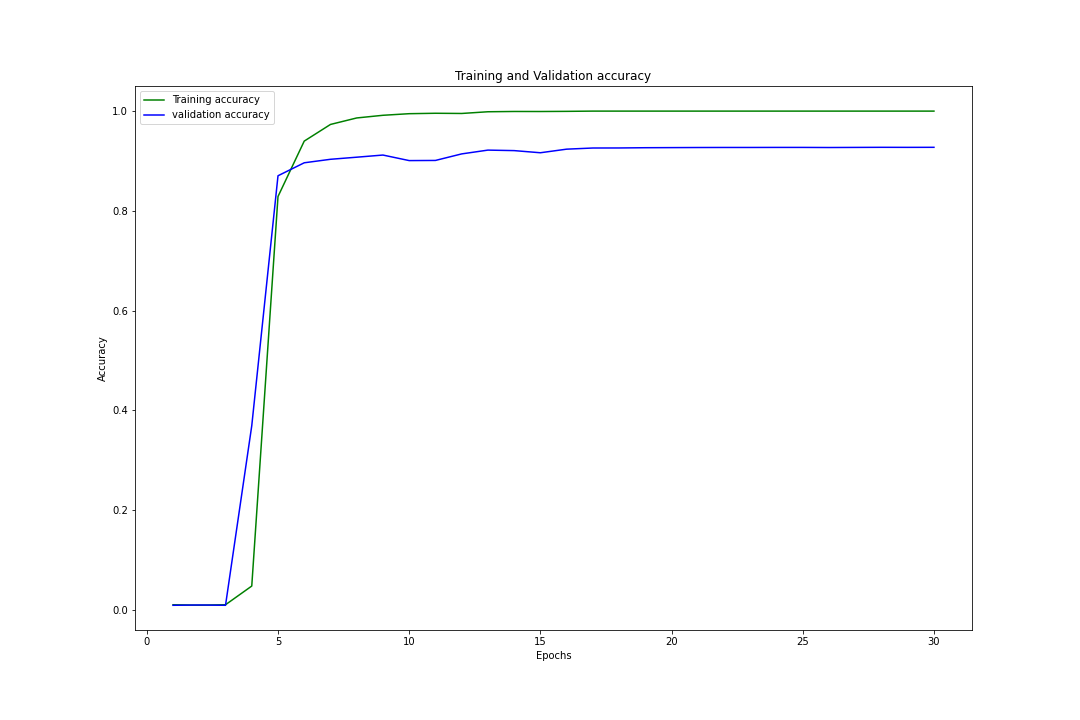 Training and Validation accuracy
Training accuracy
validation accuracy
1.0
0.8
0.6
0.4
0.2
0.0
Accuracy
0 5 10 15 20 25 30
Epochs